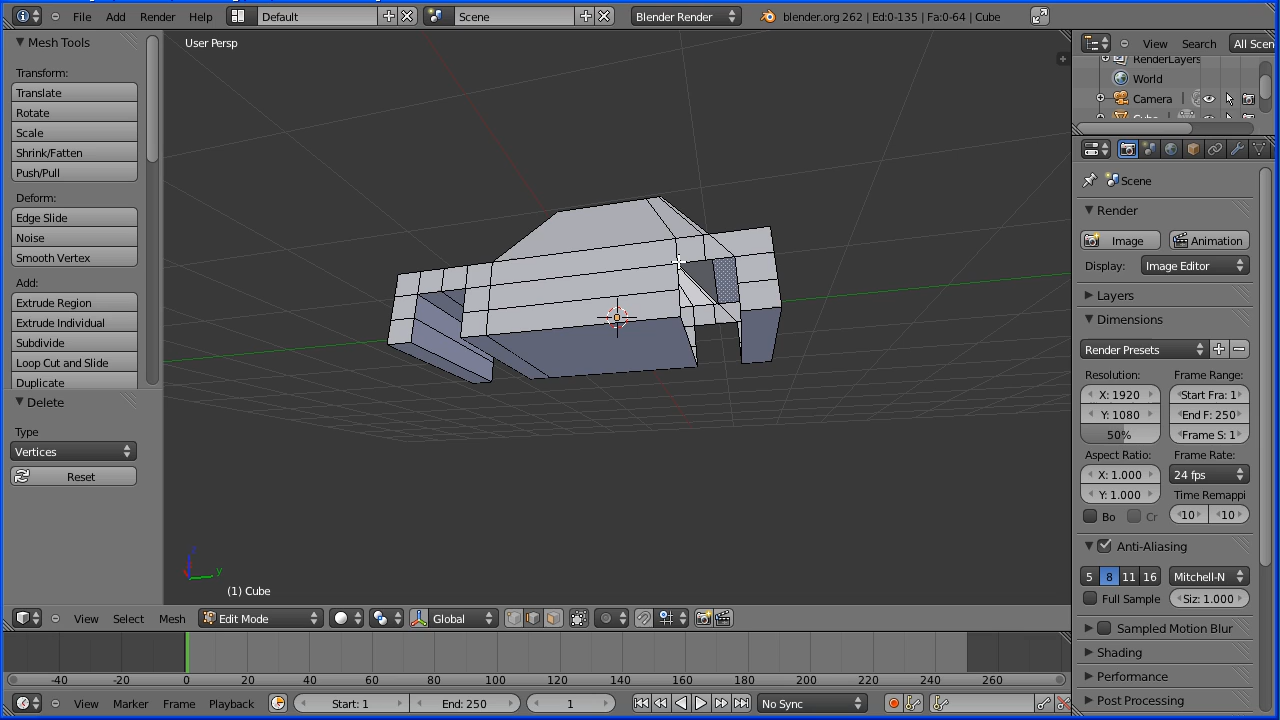 File Add Render Help Default Scene Blender Render blender.org 262 | Ed:0-135 | Fa:0-64 | Cube
Mesh Tools
Transform:
Translate
Rotate
Scale
Shrink/Fatten
Push/Pull
Deform:
Edge Slide
Noise
Smooth Vertex
Add:
Extrude Region
Extrude Individual
Subdivide
Loop Cut and Slide
Duplicate
Delete
Type
Vertices
Reset
User Persp
z
y
(1) Cube
View Select Mesh Edit Mode Global
-40 -20 0 20 40 60 80 100 120 140 160 180 200 220 240 260
View Marker Frame Playback Start: 1 End: 250 1 No Sync
View Search All Scen
RenderLayers
World
Camera
Scene
Render
Image Animation
Display: Image Editor
Layers
Dimensions
Render Presets
Resolution: Frame Range:
X: 1920 Start Fra: 1
Y: 1080 End F: 250
50% Frame S: 1
Aspect Ratio: Frame Rate:
X: 1.000 24 fps
Y: 1.000 Time Remappi
Bo Cr 10 10
Anti-Aliasing
5 8 11 16 Mitchell-N
Full Sample Siz: 1.000
Sampled Motion Blur
Shading
Performance
Post Processing